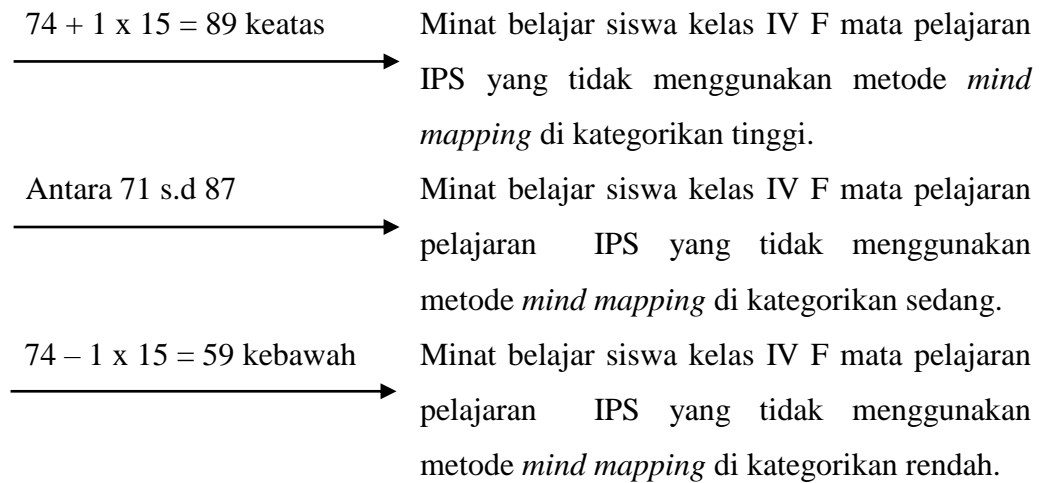 74 + 1 x 15 = 89 keatas
Minat belajar siswa kelas IV F mata pelajaran
IPS yang tidak menggunakan metode mind
mapping di kategorikan tinggi.
Antara 71 s.d 87
Minat belajar siswa kelas IV F mata pelajaran
pelajaran IPS yang tidak menggunakan
metode mind mapping di kategorikan sedang.
74 – 1 x 15 = 59 kebawah
Minat belajar siswa kelas IV F mata pelajaran
pelajaran IPS yang tidak menggunakan
metode mind mapping di kategorikan rendah.